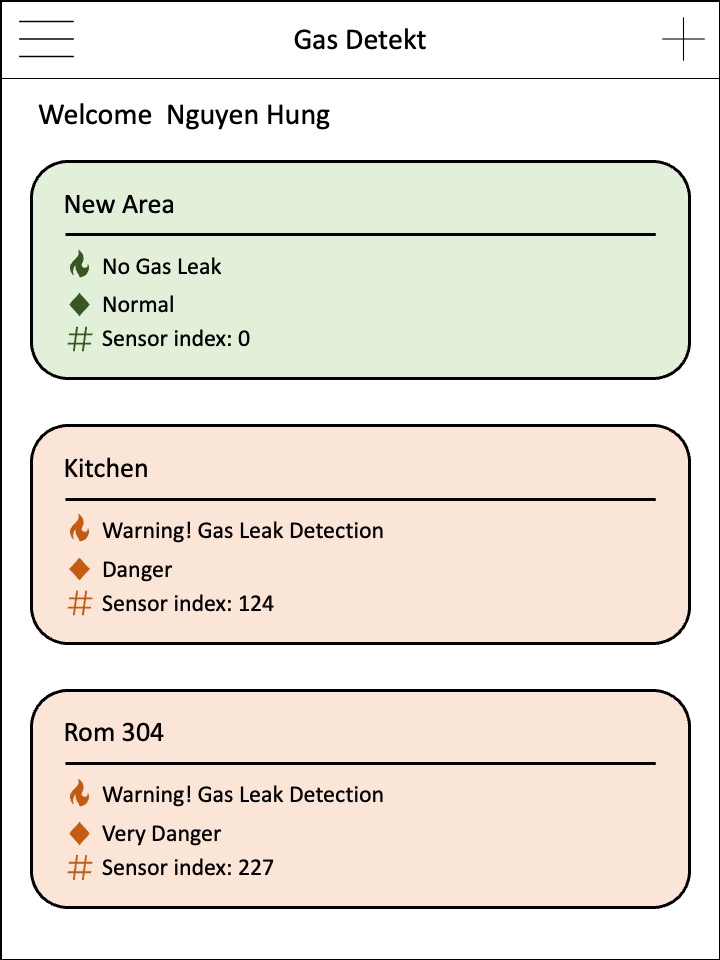 Gas Detekt
Welcome  Nguyen Hung
New Area
No Gas Leak
Normal
# Sensor index: 0
Kitchen
Warning! Gas Leak Detection
Danger
# Sensor index: 124
Rom 304
Warning! Gas Leak Detection
Very Danger
# Sensor index: 227